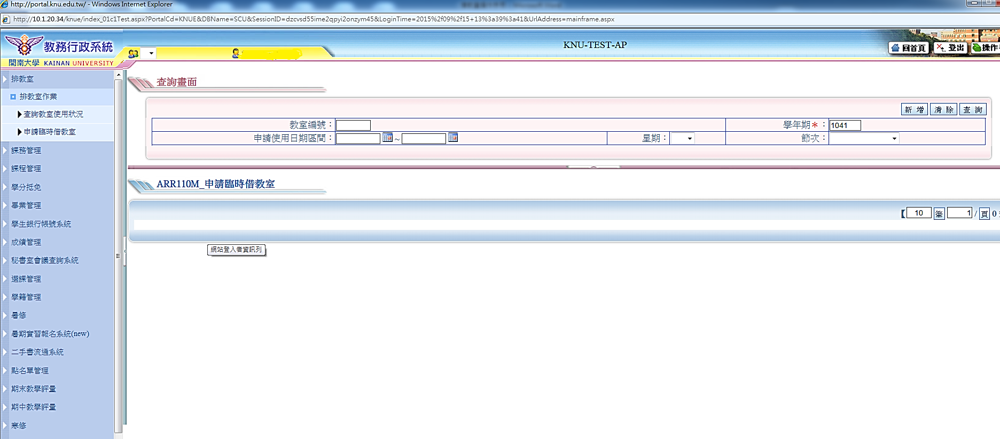 http://portal.knu.edu.tw/ - Windows Internet Explorer
http://10.1.20.34/knue/index_01c1Test.aspx?PortalCd=KNUE&DBName=SCU&SessionID=dzcvsd55ime2qpyi2onzym45&LoginTime=2015%2f09%2f15+13%3a39%3a41&UrlAddress=mainframe.aspx
教務行政系統
開南大學 KAINAN UNIVERSITY
KNU-TEST-AP
回首頁 登出 操作
排教室
排教室作業
查詢教室使用狀況
申請臨時借教室
課務管理
課程管理
學分抵免
畢業管理
學生銀行帳號系統
成績管理
秘書室會議查詢系統
選課管理
學籍管理
暑修
暑期實習報名系統(new)
二手書流通系統
點名單管理
期末教學評量
期中教學評量
寒修
查詢畫面
新增 清除 查詢
教室編號： 學年期*： 1041
申請使用日期區間： ~ 星期： 節次：
ARR110M_申請臨時借教室
【 10 筆 1 / 頁 0
網站登入者資訊列